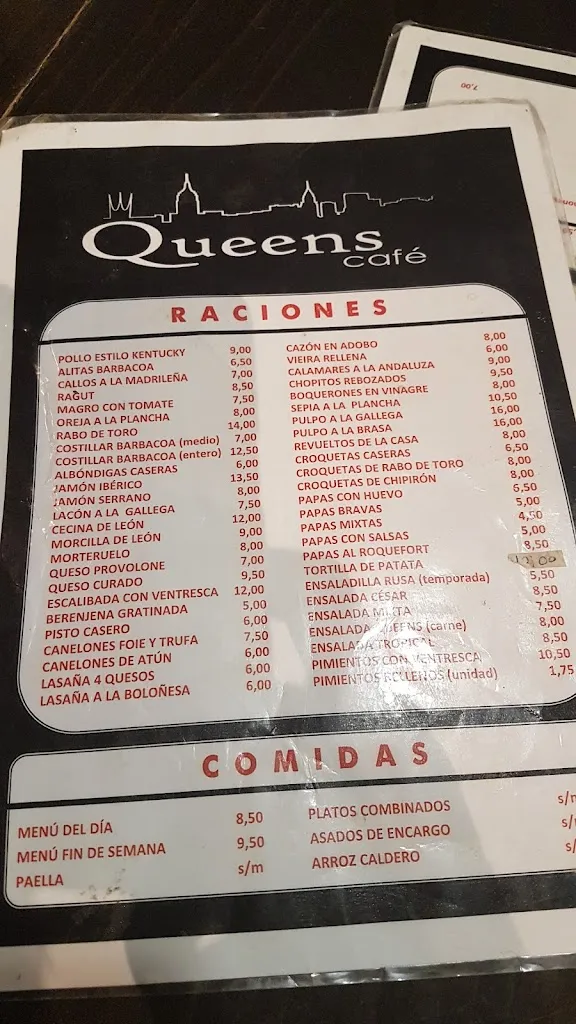 Queens
café
RACIONES
POLLO ESTILO KENTUCKY 9,00
ALITAS BARBACOA 6,50
CALLOS A LA MADRILEÑA 7,00
RAGUT 8,50
MAGRO CON TOMATE 7,50
OREJA A LA PLANCHA 8,00
RABO DE TORO 14,00
COSTILLAR BARBACOA (medio) 7,00
COSTILLAR BARBACOA (entero) 12,50
ALBÓNDIGAS CASERAS 6,00
JAMÓN IBÉRICO 13,50
JAMÓN SERRANO 8,00
LACÓN A LA GALLEGA 7,50
CECINA DE LEÓN 12,00
MORCILLA DE LEÓN 9,00
MORTERUELO 8,00
QUESO PROVOLONE 7,00
QUESO CURADO 9,50
ESCALIBADA CON VENTRESCA 12,00
BERENJENA GRATINADA 5,00
PISTO CASERO 6,00
CANELONES FOIE Y TRUFA 7,50
CANELONES DE ATÚN 6,00
LASAÑA 4 QUESOS 6,00
LASAÑA A LA BOLOÑESA 6,00
CAZÓN EN ADOBO 8,00
VIEIRA RELLENA 6,00
CALAMARES A LA ANDALUZA 9,00
CHOPITOS REBOZADOS 9,50
BOQUERONES EN VINAGRE 8,00
SEPIA A LA PLANCHA 10,50
PULPO A LA GALLEGA 16,00
PULPO A LA BRASA 16,00
REVUELTOS DE LA CASA 8,00
CROQUETAS CASERAS 6,50
CROQUETAS DE RABO DE TORO 8,00
CROQUETAS DE CHIPIRÓN 8,00
PAPAS CON HUEVO 6,50
PAPAS BRAVAS 5,00
PAPAS MIXTAS 4,50
PAPAS CON SALSAS 5,00
PAPAS AL ROQUEFORT 8,50
TORTILLA DE PATATA
ENSALADILLA RUSA (temporada) 5,50
ENSALADA CÉSAR 8,50
ENSALADA MIXTA 7,50
ENSALADA QUEENS (carne) 8,00
ENSALADA TROPICAL 8,50
PIMIENTOS CON VENTRESCA 10,50
PIMIENTOS RELLENOS (unidad) 1,75
COMIDAS
MENÚ DEL DÍA 8,50
MENÚ FIN DE SEMANA 9,50
PAELLA s/m
PLATOS COMBINADOS
ASADOS DE ENCARGO
ARROZ CALDERO
7,00